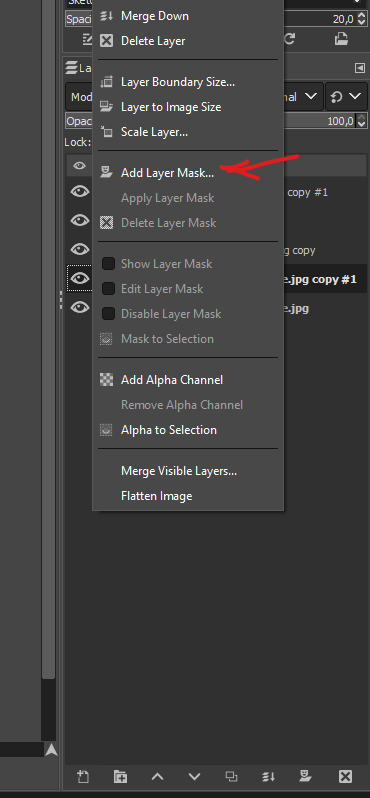 Merge Down
Spaci 20,0
Delete Layer
La
Layer Boundary Size...
Mod nal
Layer to Image Size
Opac 100,0
Scale Layer...
Lock:
Add Layer Mask...
Apply Layer Mask copy #1
Delete Layer Mask
g copy
Show Layer Mask
e.jpg copy #1
Edit Layer Mask
Disable Layer Mask e.jpg
Mask to Selection
Add Alpha Channel
Remove Alpha Channel
Alpha to Selection
Merge Visible Layers...
Flatten Image